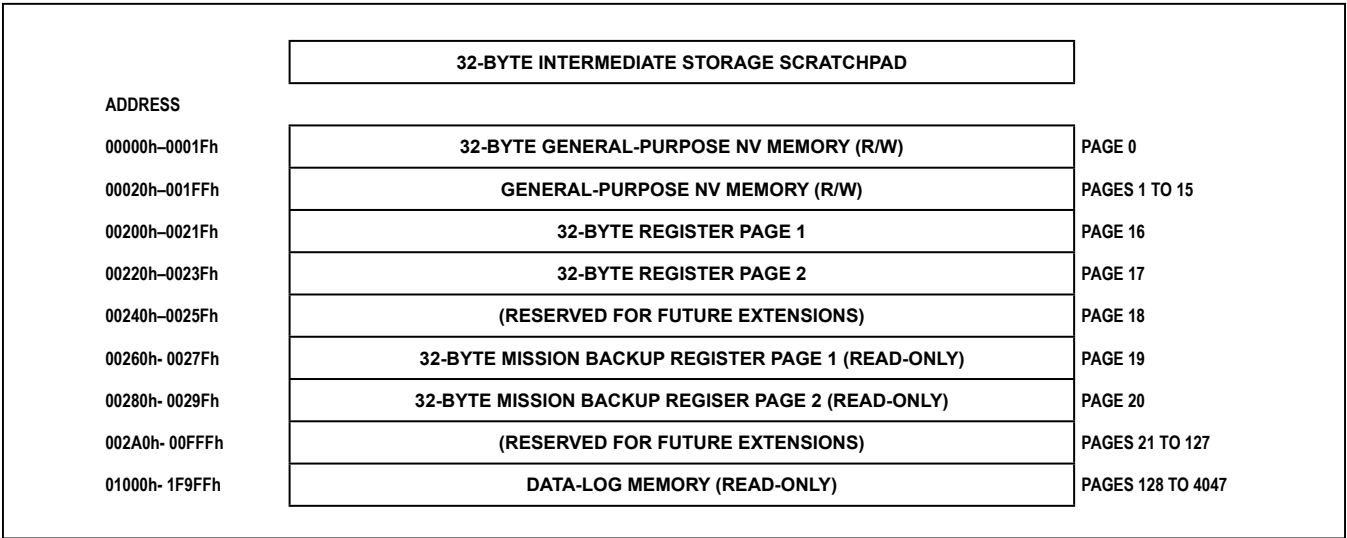 32-BYTE INTERMEDIATE STORAGE SCRATCHPAD
ADDRESS
00000h–0001Fh 32-BYTE GENERAL-PURPOSE NV MEMORY (R/W) PAGE 0
00020h–001FFh GENERAL-PURPOSE NV MEMORY (R/W) PAGES 1 TO 15
00200h–0021Fh 32-BYTE REGISTER PAGE 1 PAGE 16
00220h–0023Fh 32-BYTE REGISTER PAGE 2 PAGE 17
00240h–0025Fh (RESERVED FOR FUTURE EXTENSIONS) PAGE 18
00260h- 0027Fh 32-BYTE MISSION BACKUP REGISTER PAGE 1 (READ-ONLY) PAGE 19
00280h- 0029Fh 32-BYTE MISSION BACKUP REGISER PAGE 2 (READ-ONLY) PAGE 20
002A0h- 00FFFh (RESERVED FOR FUTURE EXTENSIONS) PAGES 21 TO 127
01000h- 1F9FFh DATA-LOG MEMORY (READ-ONLY) PAGES 128 TO 4047